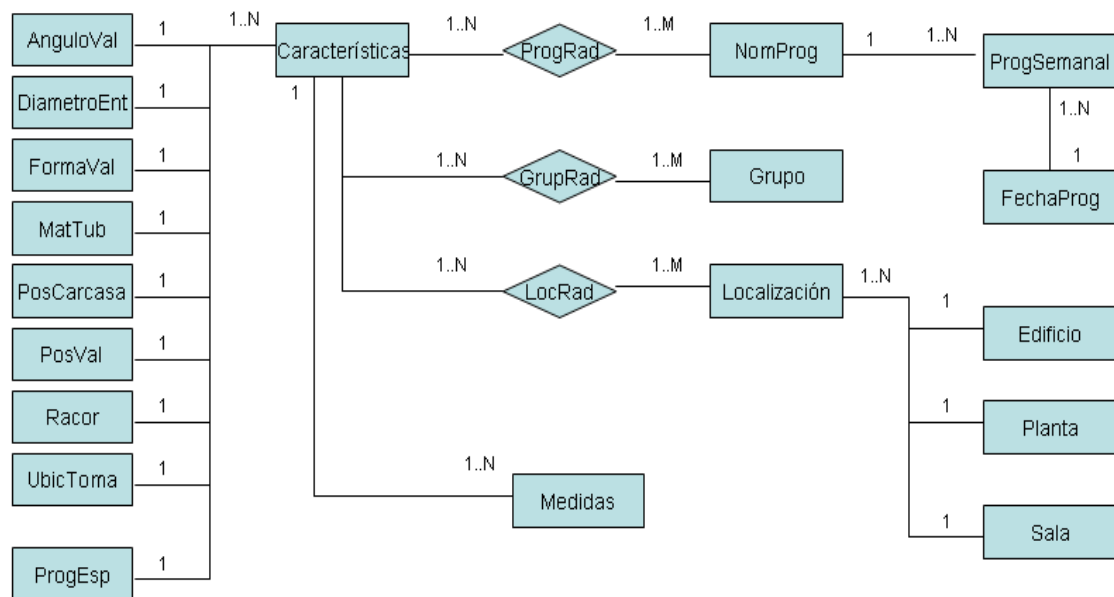 AnguloVal
1
1..N
Característicás
1..N
ProgRad
1..M
NomProg
1
1..N
ProgSemanal
DiametroEnt
1
1
1..N
1
FechaProg
FormaVal
1
1..N
GrupRad
1..M
Grupo
MatTub
1
PosCarcasa
1
1..N
LocRad
1..M
Localización
1..N
1
Edificio
PosVal
1
Racor
1
1
Planta
UbicToma
1
1..N
Medidas
1
Sala
ProgEsp
1